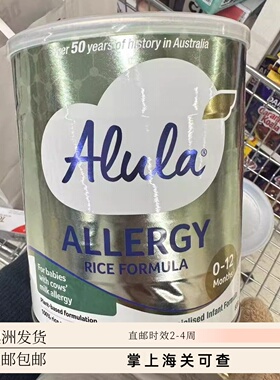 over 50 years of history in Australia
Alula®
ALLERGY
RICE FORMULA
0-12
Months
For babies
with cows'
milk allergy
Plant-based formulation
Infant
洲发货
邮包邮
直邮时效2-4周
掌上海关可查